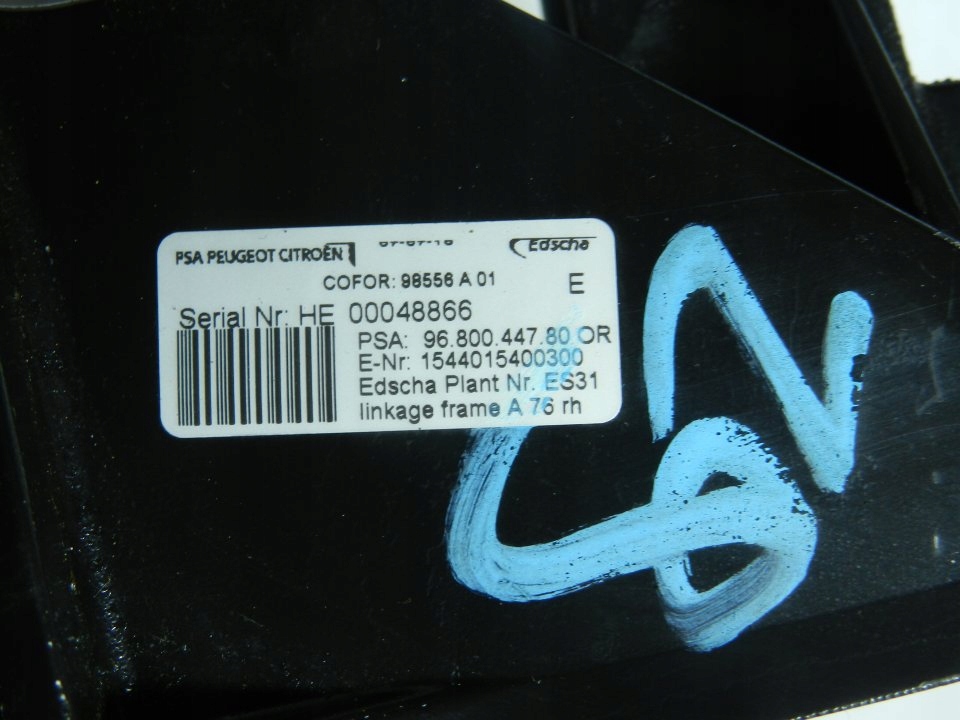 PSA PEUGEOT CITROËN Edscha
COFOR: 98556 A 01 E
Serial Nr: HE 00048866
PSA: 96.800.447.80 OR
E-Nr: 1544015400300
Edscha Plant Nr. ES31
linkage frame A 76 rh